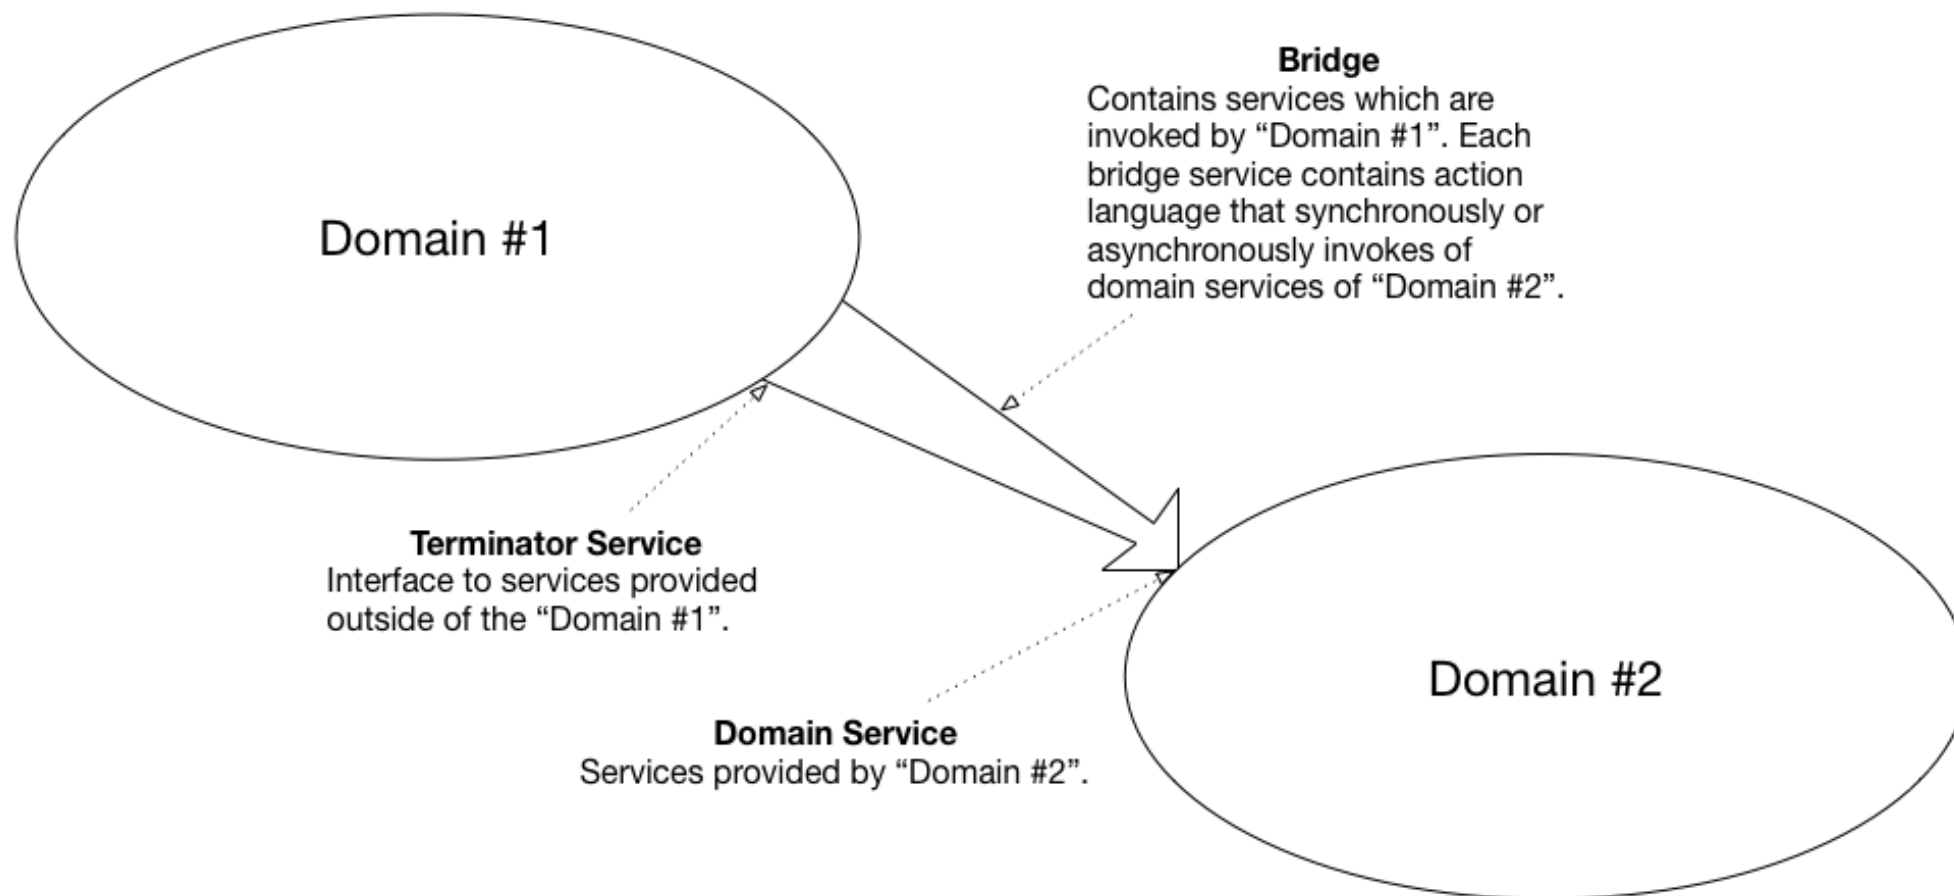 Domain #1
Bridge
Contains services which are
invoked by “Domain #1”. Each
bridge service contains action
language that synchronously or
asynchronously invokes of
domain services of “Domain #2”.
Terminator Service
Interface to services provided
outside of the “Domain #1”.
Domain #2
Domain Service
Services provided by “Domain #2”.